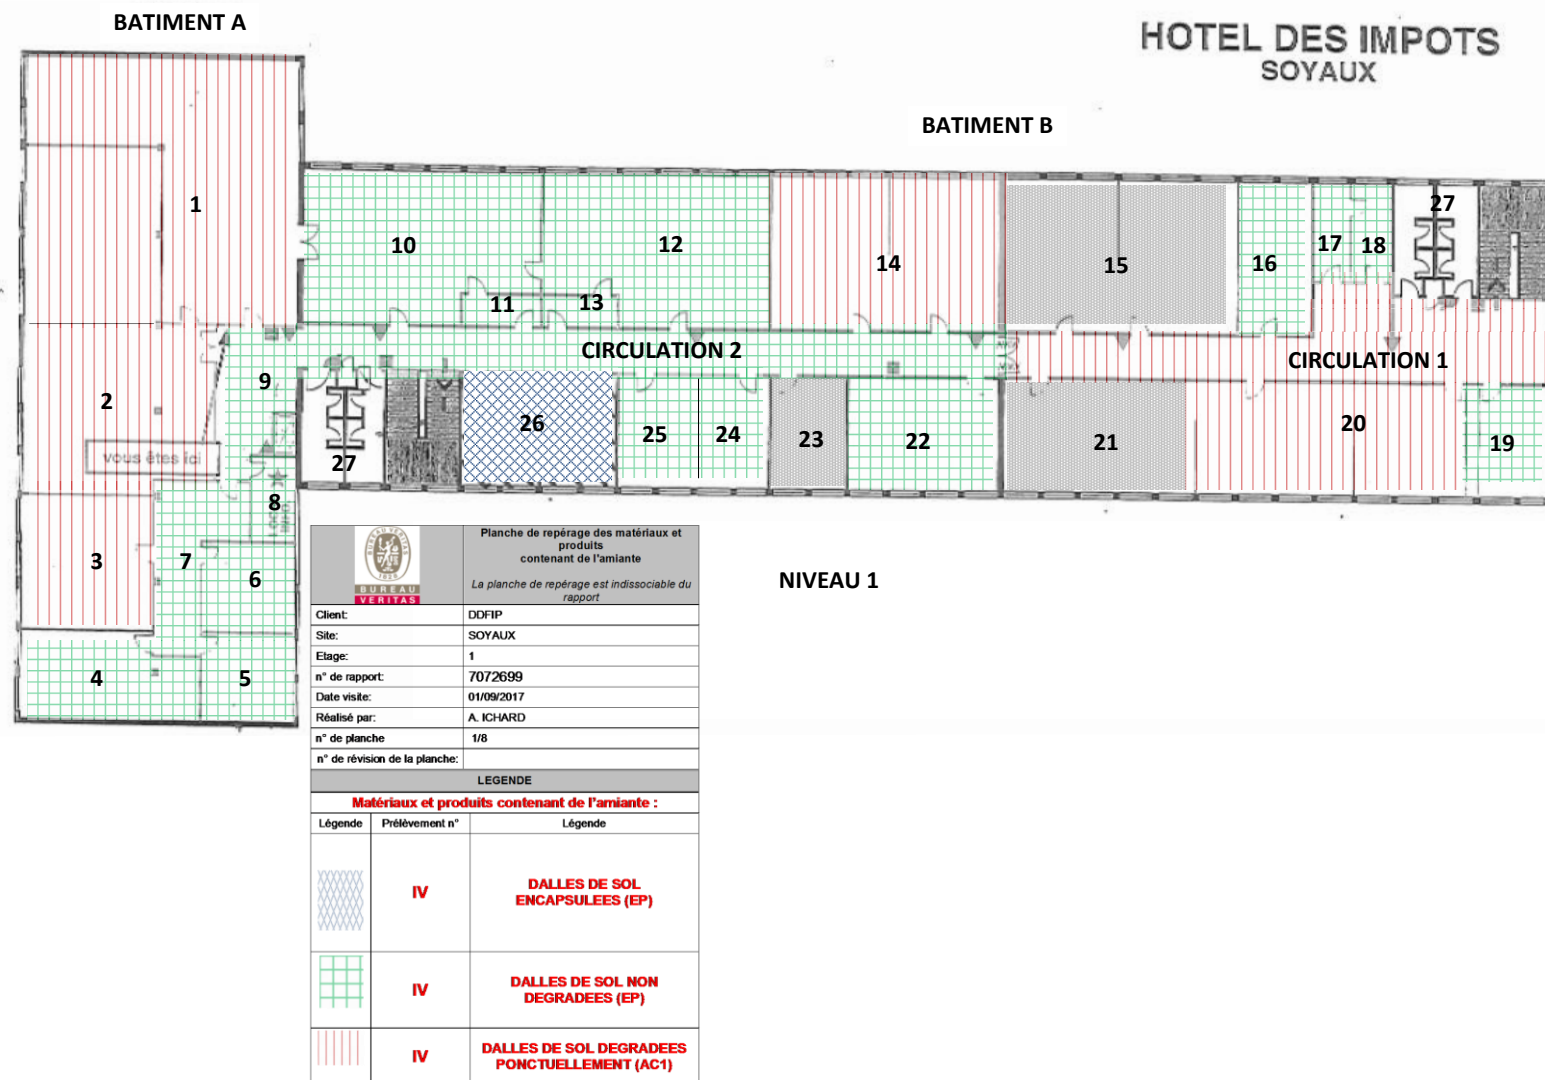 BATIMENT A
HOTEL DES IMPOTS
SOYAUX
BATIMENT B
1
10
12
14
15
16
17
18
27
11
13
CIRCULATION 2
CIRCULATION 1
9
2
vous êtes ici
27
26
25
24
23
22
21
20
19
8
3
7
6
4
5
NIVEAU 1
BUREAU VERITAS
1828
BUREAU
VERITAS
Planche de repérage des matériaux et
produits
contenant de l'amiante
La planche de repérage est indissociable du
rapport
Client: DDFIP
Site: SOYAUX
Etage: 1
n° de rapport: 7072699
Date visite: 01/09/2017
Réalisé par: A. ICHARD
n° de planche 1/8
n° de révision de la planche:
LEGENDE
Matériaux et produits contenant de l'amiante :
Légende Prélèvement n° Légende
IV DALLES DE SOL
ENCAPSULEES (EP)
IV DALLES DE SOL NON
DEGRADEES (EP)
IV DALLES DE SOL DEGRADEES
PONCTUELLEMENT (AC1)